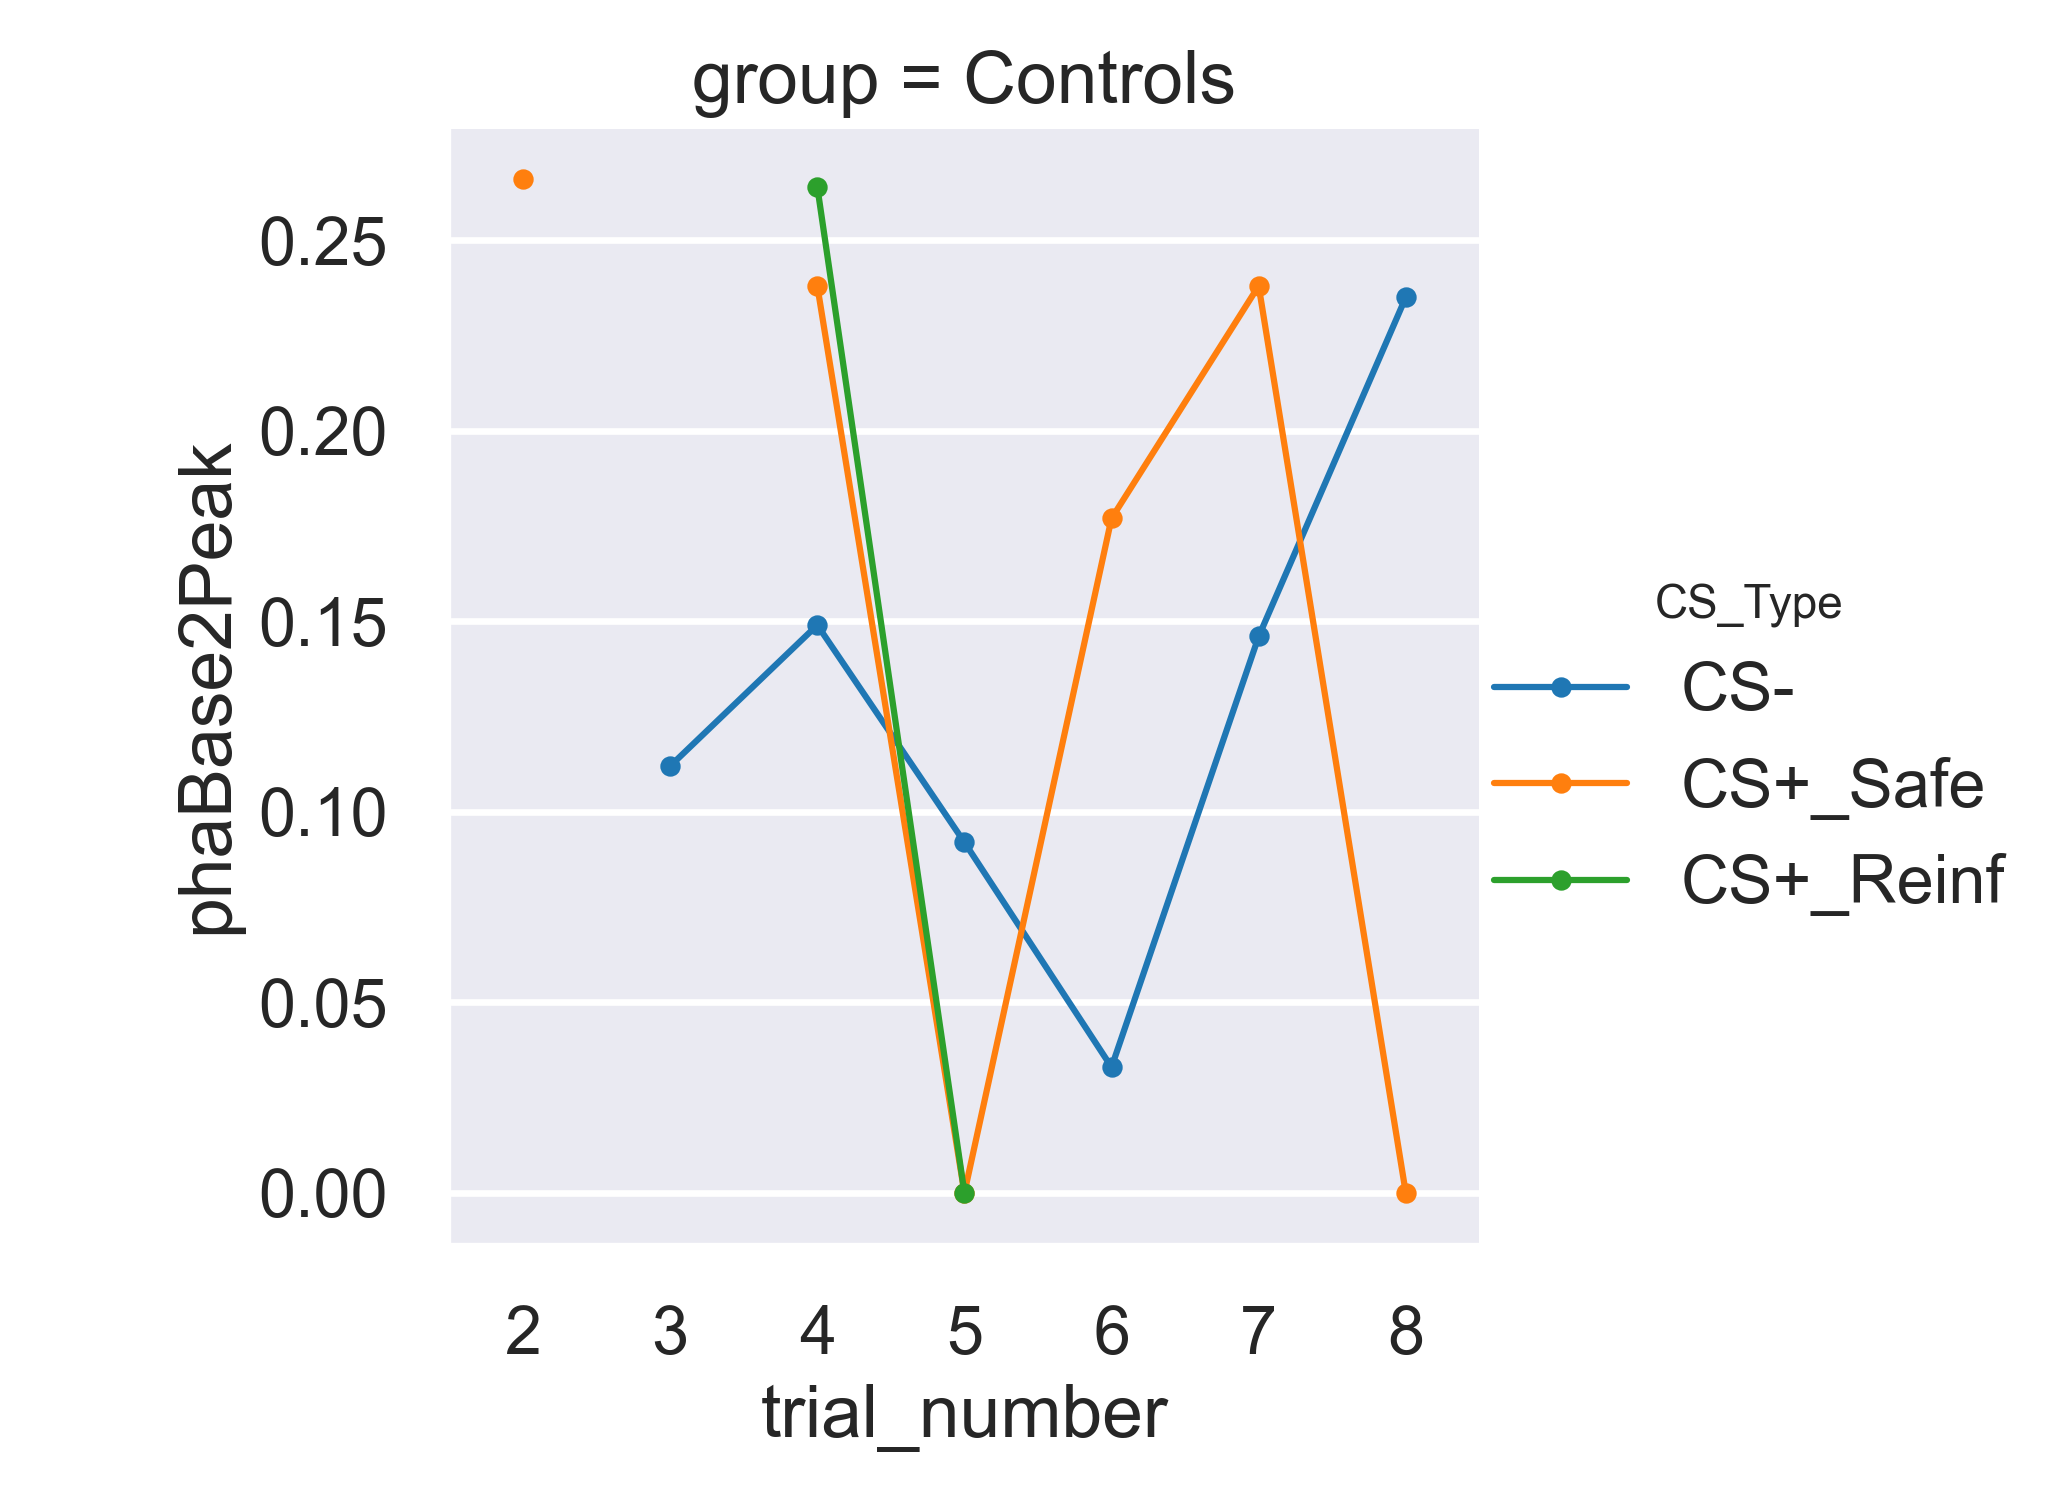 group = Controls
phaBase2Peak
0.25
0.20
0.15
0.10
0.05
0.00
2 3 4 5 6 7 8
trial_number
CS_Type
CS-
CS+_Safe
CS+_Reinf